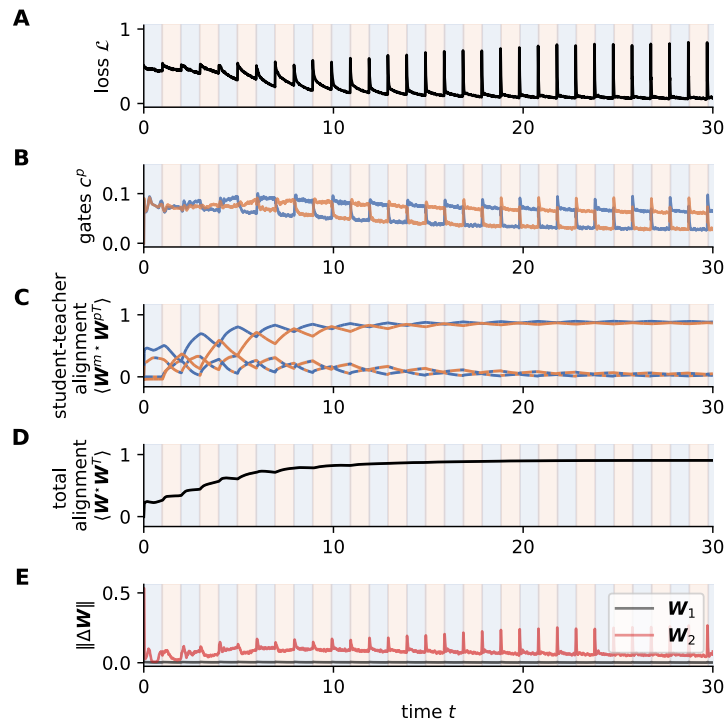 A
loss ℒ
1
0
0
10
20
30
B
gates c^p
0.1
0.0
0
10
20
30
C
student-teacher
alignment
⟨W^{m⋆} W^{pT}⟩
1
0
0
10
20
30
D
total
alignment
⟨W^⋆ W^T⟩
1
0
0
10
20
30
E
‖ΔW‖
0.5
0.0
W₁
W₂
0
10
20
30
time t